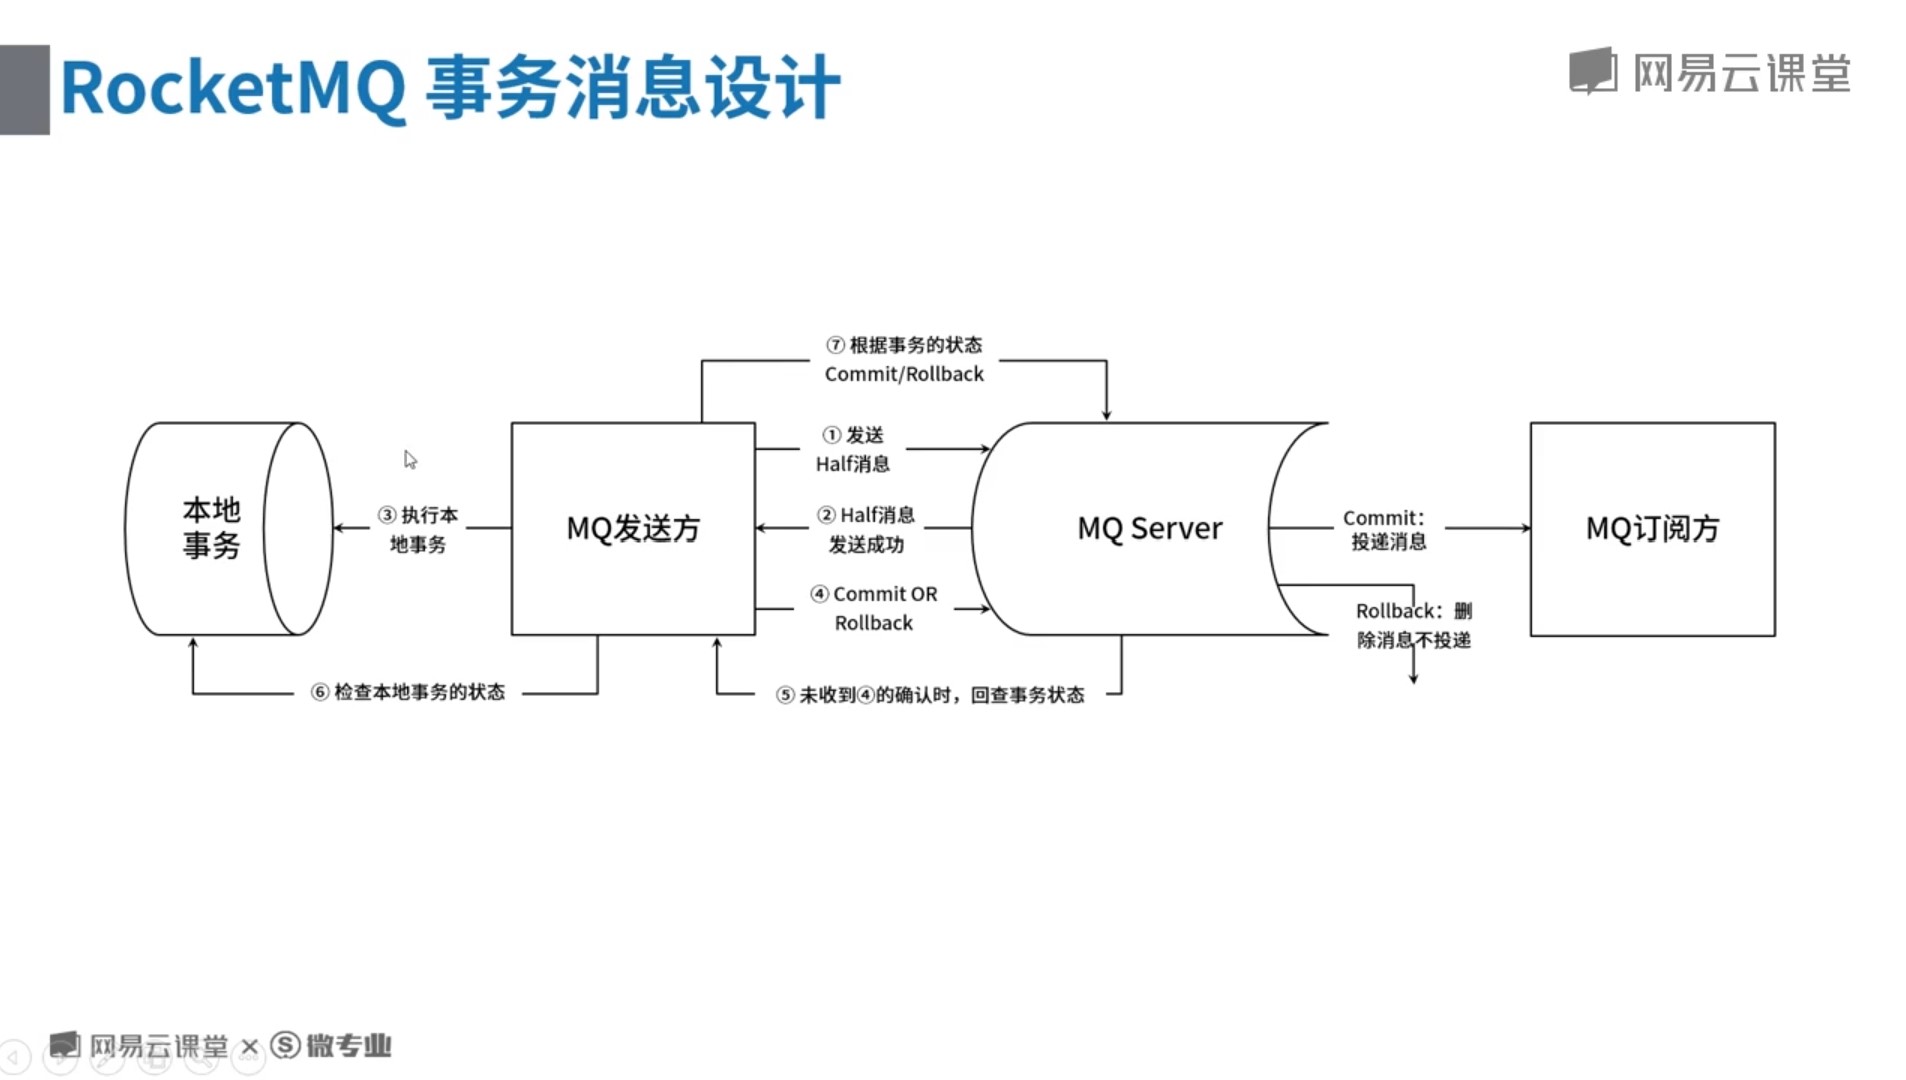 RocketMQ 事务消息设计
网易云课堂
⑦ 根据事务的状态
Commit/Rollback
① 发送
Half消息
本地
事务
③ 执行本
地事务
MQ发送方
② Half消息
发送成功
MQ Server
Commit：
投递消息
MQ订阅方
④ Commit OR
Rollback
Rollback：删
除消息不投递
⑥ 检查本地事务的状态
⑤ 未收到④的确认时，回查事务状态
网易云课堂 × Ⓢ 微专业